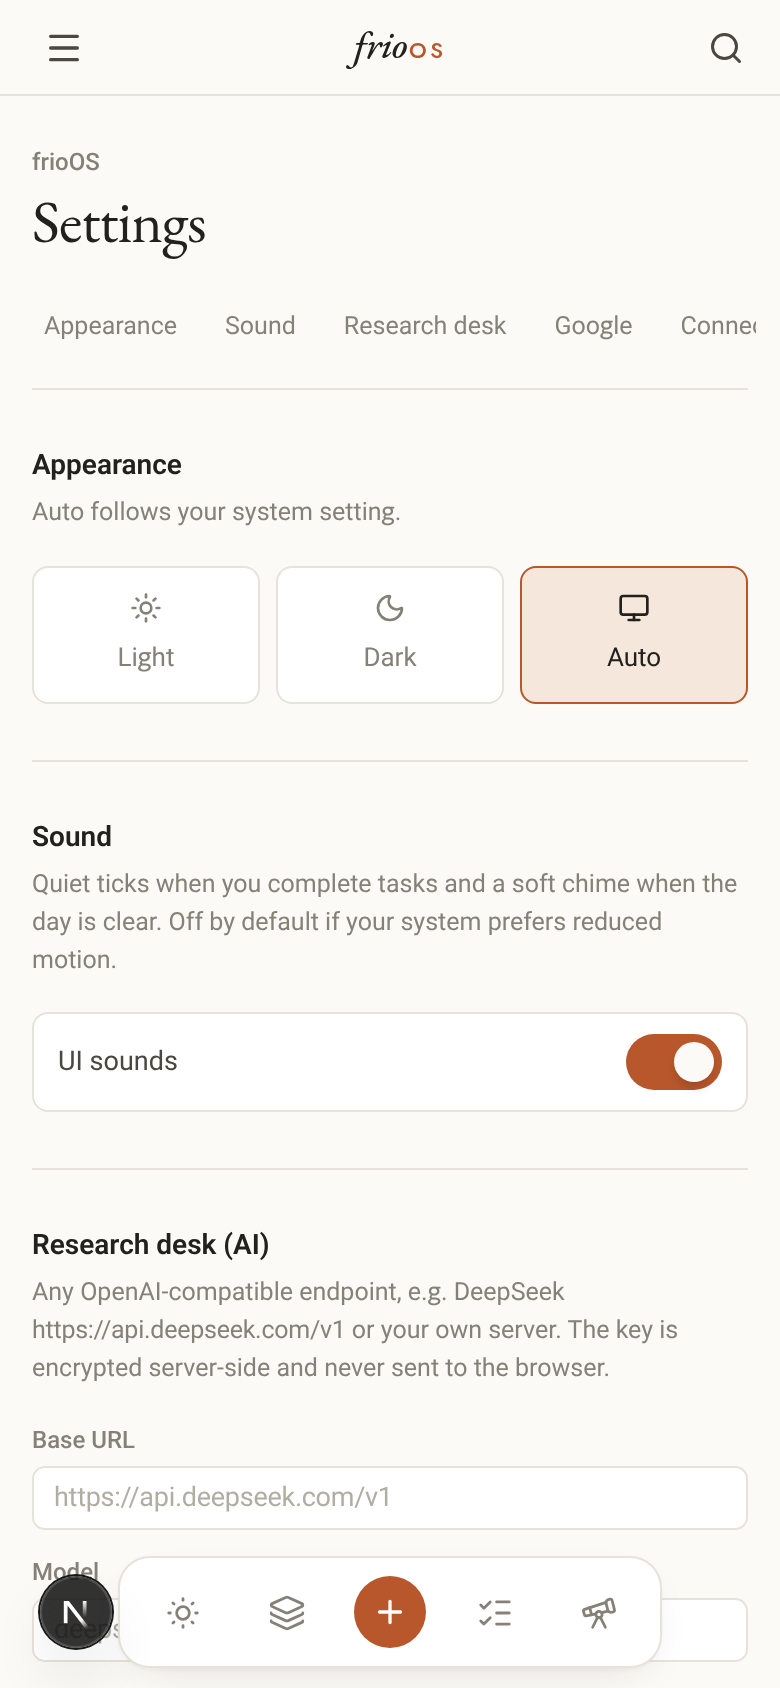 frioos
frioOS
Settings
Appearance Sound Research desk Google Connec
Appearance
Auto follows your system setting.
Light Dark Auto
Sound
Quiet ticks when you complete tasks and a soft chime when the
day is clear. Off by default if your system prefers reduced
motion.
UI sounds
Research desk (AI)
Any OpenAI-compatible endpoint, e.g. DeepSeek
https://api.deepseek.com/v1 or your own server. The key is
encrypted server-side and never sent to the browser.
Base URL
https://api.deepseek.com/v1
Model
N